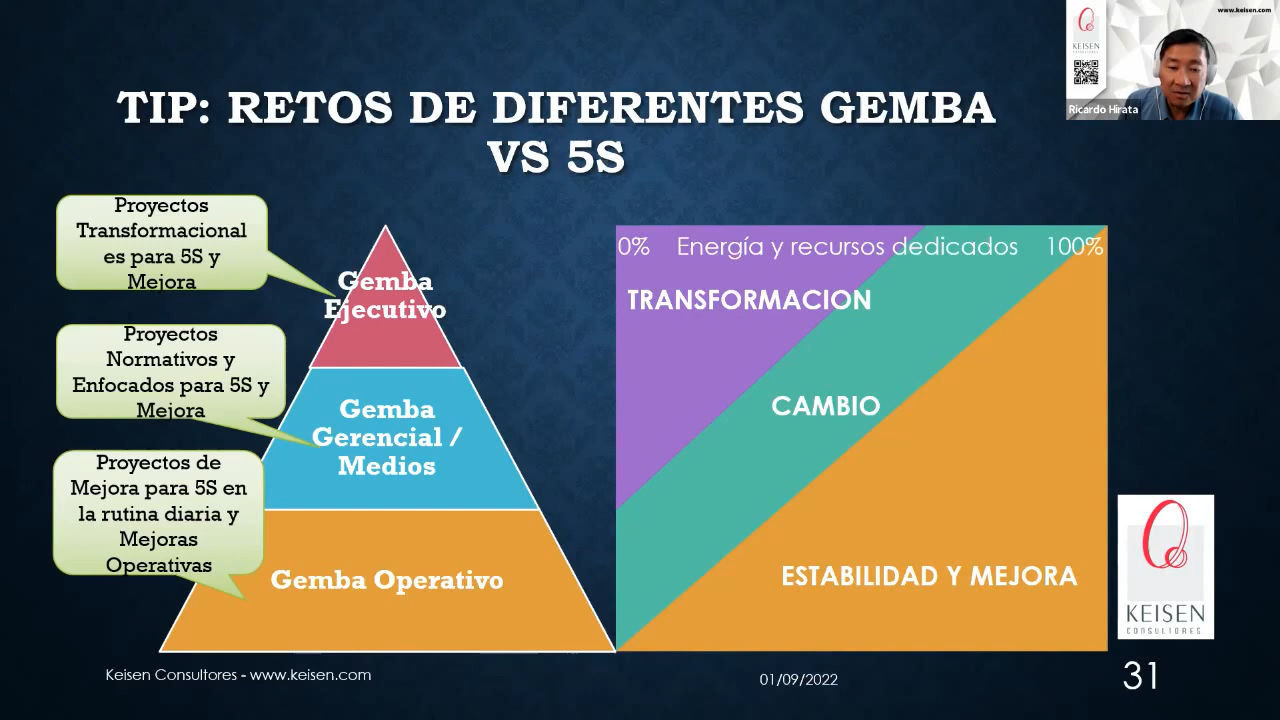 www.keisen.com
KEISEN
Ricardo Hirata
TIP: RETOS DE DIFERENTES GEMBA
VS 5S
Proyectos
Transformacional
es para 5S y
Mejora
Gemba
Ejecutivo
Proyectos
Normativos y
Enfocados para 5S y
Mejora
Gemba
Gerencial /
Medios
Proyectos de
Mejora para 5S en
la rutina diaria y
Mejoras
Operativas
Gemba Operativo
0% Energía y recursos dedicados 100%
TRANSFORMACION
CAMBIO
ESTABILIDAD Y MEJORA
KEISEN
CONSULTORES
Keisen Consultores - www.keisen.com
01/09/2022
31